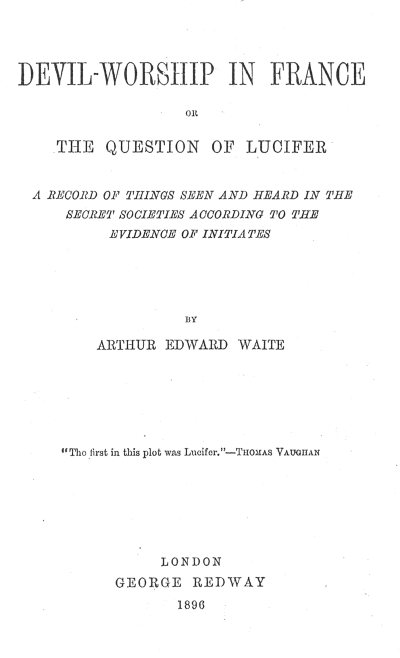 DEVIL-WORSHIP IN FRANCE
OR
THE QUESTION OF LUCIFER
A RECORD OF THINGS SEEN AND HEARD IN THE
SECRET SOCIETIES ACCORDING TO THE
EVIDENCE OF INITIATES
BY
ARTHUR EDWARD WAITE
"The first in this plot was Lucifer."—THOMAS VAUGHAN
LONDON
GEORGE REDWAY
1896